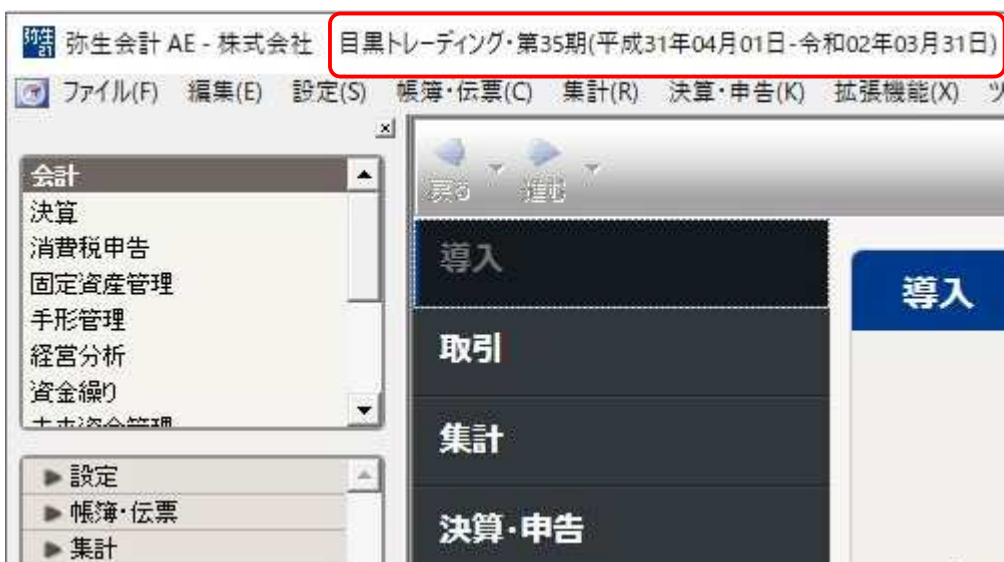 弥生会計 AE - 株式会社　目黒トレーディング・第35期(平成31年04月01日-令和02年03月31日)
ファイル(F) 編集(E) 設定(S) 帳簿・伝票(C) 集計(R) 決算・申告(K) 拡張機能(X) ツ
会計
決算
消費税申告
固定資産管理
手形管理
経営分析
資金繰り
設定
帳簿・伝票
集計
戻る 進む
導入
取引
集計
決算・申告
導入